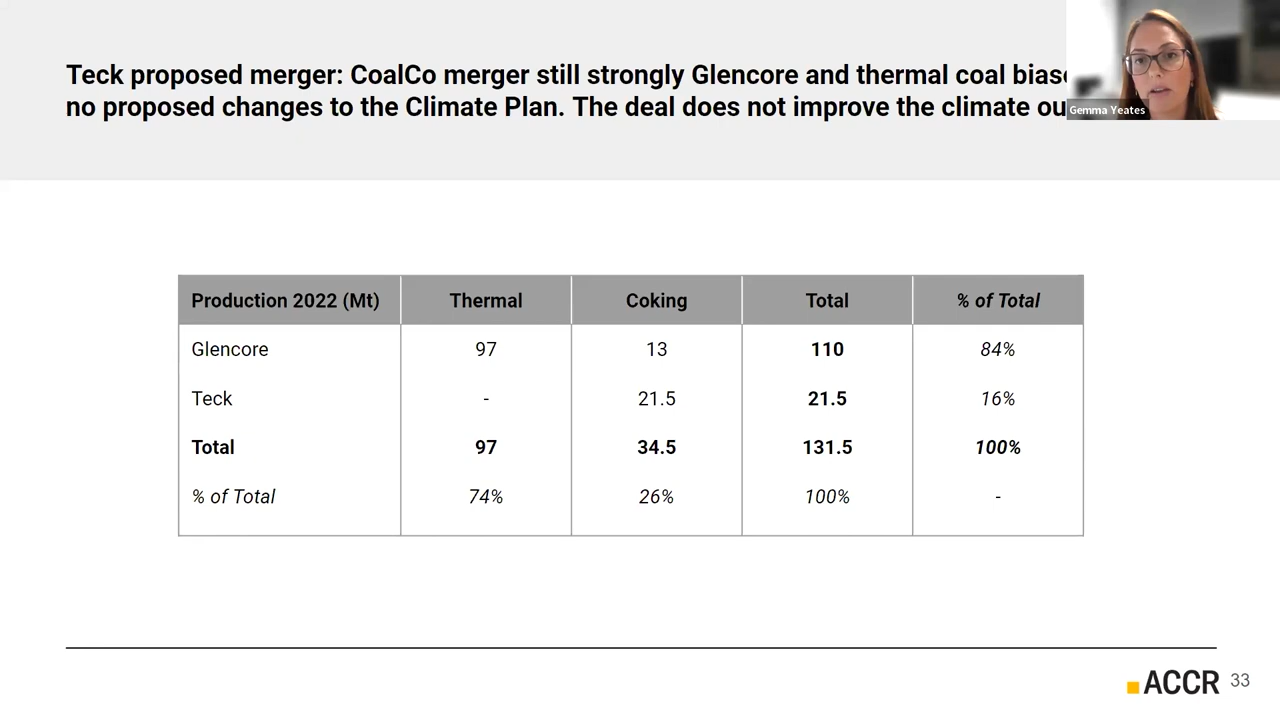 Teck proposed merger: CoalCo merger still strongly Glencore and thermal coal
no proposed changes to the Climate Plan. The deal does not improve the climate
Gemma Yeates
Production 2022 (Mt) Thermal Coking Total % of Total
Glencore 97 13 110 84%
Teck - 21.5 21.5 16%
Total 97 34.5 131.5 100%
% of Total 74% 26% 100% -
ACCR 33